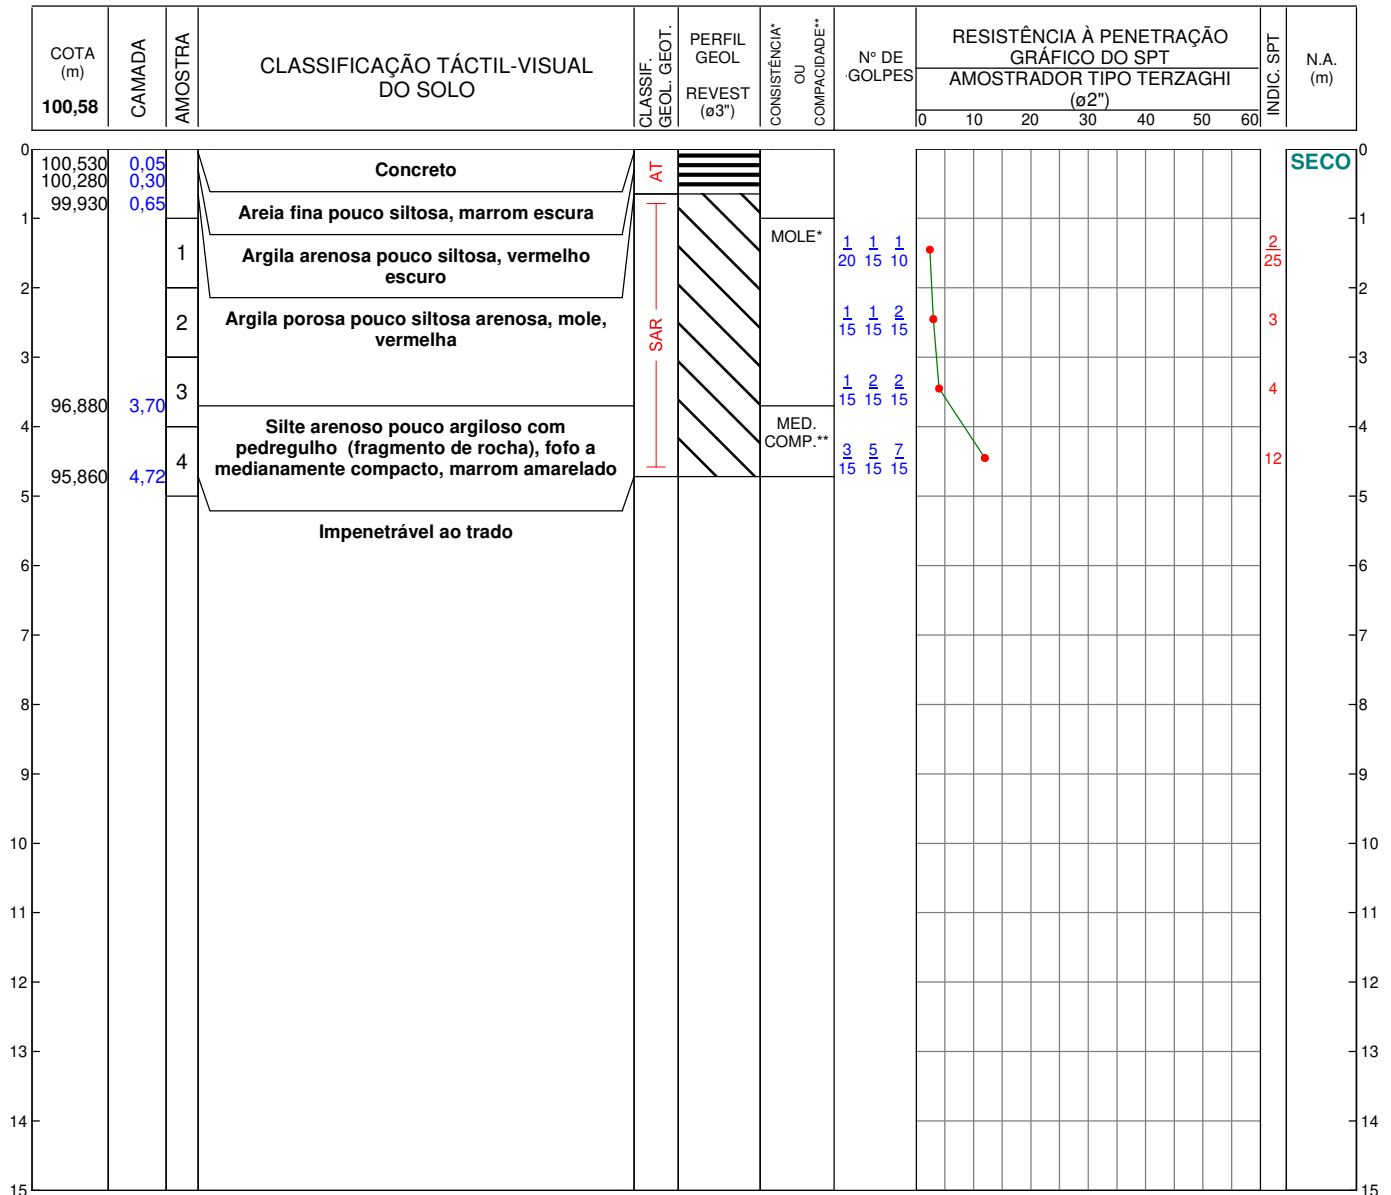 COTA
(m)
100,58
CAMADA
AMOSTRA
CLASSIFICAÇÃO TÁCTIL-VISUAL
DO SOLO
CLASSIF.
GEOL. GEOT.
PERFIL
GEOL
REVEST
(ø3")
CONSISTÊNCIA*
OU
COMPACIDADE**
Nº DE
GOLPES
RESISTÊNCIA À PENETRAÇÃO
GRÁFICO DO SPT
AMOSTRADOR TIPO TERZAGHI
(ø2")
0 10 20 30 40 50 60
INDIC. SPT
N.A.
(m)
0 0
100,530 0,05 Concreto AT SECO
100,280 0,30
99,930 0,65 Areia fina pouco siltosa, marrom escura
1 1
MOLE*
1 Argila arenosa pouco siltosa, vermelho
escuro
1 1 1 2
20 15 10 25
2 2
2 Argila porosa pouco siltosa arenosa, mole,
vermelha
SAR
1 1 2 3
15 15 15
3 3
3
1 2 2 4
15 15 15
96,880 3,70
4 4
Silte arenoso pouco argiloso com
pedregulho (fragmento de rocha), fofo a
medianamente compacto, marrom amarelado
MED.
COMP.**
4
3 5 7 12
15 15 15
95,860 4,72
5 5
Impenetrável ao trado
6 6
7 7
8 8
9 9
10 10
11 11
12 12
13 13
14 14
15 15